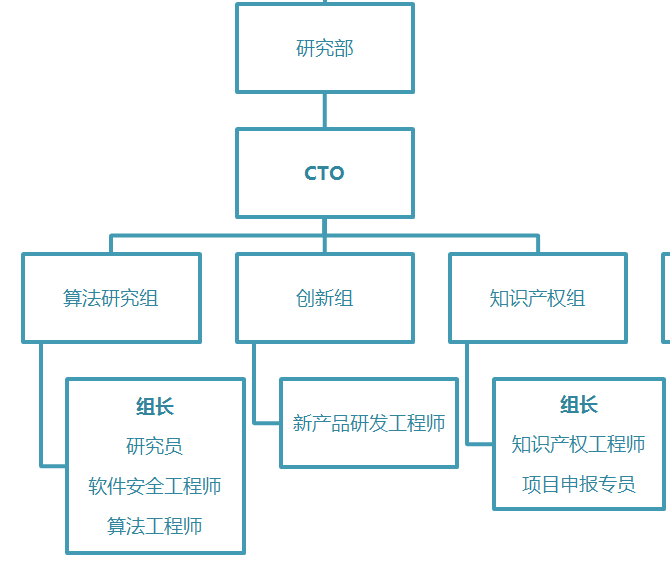 研究部
CTO
算法研究组
创新组
知识产权组
组长
研究员
软件安全工程师
算法工程师
新产品研发工程师
组长
知识产权工程师
项目申报专员